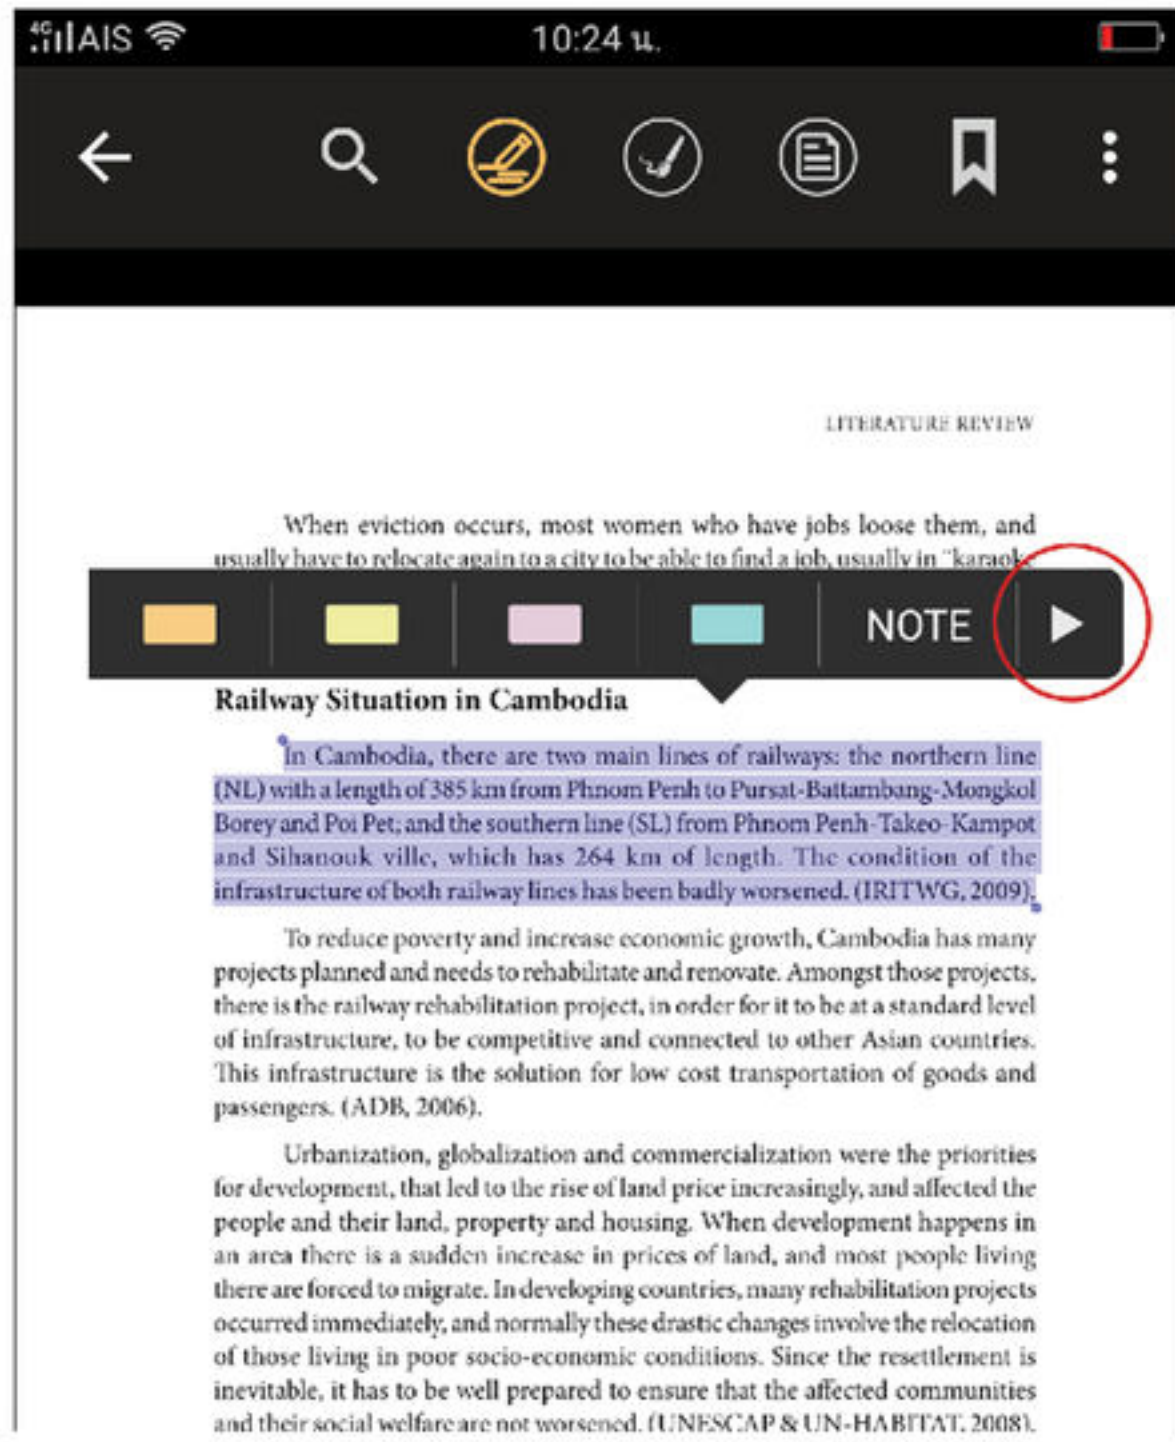 4G AIS
10:24 น.
LITERATURE REVIEW
When eviction occurs, most women who have jobs loose them, and
usually have to relocate again to a city to be able to find a job, usually in "karaoke
NOTE
Railway Situation in Cambodia
In Cambodia, there are two main lines of railways: the northern line
(NL) with a length of 385 km from Phnom Penh to Pursat-Battambang-Mongkol
Borey and Poi Pet; and the southern line (SL) from Phnom Penh-Takeo-Kampot
and Sihanouk ville, which has 264 km of length. The condition of the
infrastructure of both railway lines has been badly worsened. (IRITWG, 2009).
To reduce poverty and increase economic growth, Cambodia has many
projects planned and needs to rehabilitate and renovate. Amongst those projects,
there is the railway rehabilitation project, in order for it to be at a standard level
of infrastructure, to be competitive and connected to other Asian countries.
This infrastructure is the solution for low cost transportation of goods and
passengers. (ADB, 2006).
Urbanization, globalization and commercialization were the priorities
for development, that led to the rise of land price increasingly, and affected the
people and their land, property and housing. When development happens in
an area there is a sudden increase in prices of land, and most people living
there are forced to migrate. In developing countries, many rehabilitation projects
occurred immediately, and normally these drastic changes involve the relocation
of those living in poor socio-economic conditions. Since the resettlement is
inevitable, it has to be well prepared to ensure that the affected communities
and their social welfare are not worsened. (UNESCAP & UN-HABITAT, 2008).